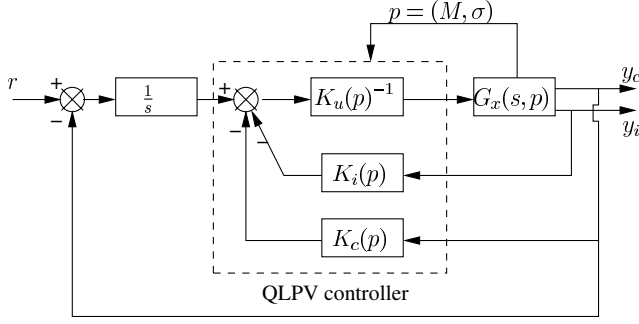 p = (M, σ)
r
+
−
1/s
+
−
−
K_u(p)^{-1}
G_x(s, p)
y_c
y_i
K_i(p)
K_c(p)
QLPV controller